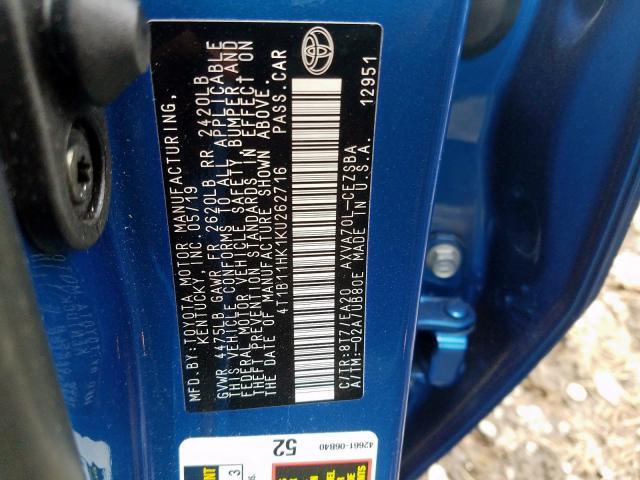 MFD. BY: TOYOTA MOTOR MANUFACTURING,
KENTUCKY, INC. 05/19
GVWR 4475LB GAWR FR 2620LB RR 2420LB
THIS VEHICLE CONFORMS TO ALL APPLICABLE
FEDERAL MOTOR VEHICLE SAFETY, BUMPER, AND
THEFT PREVENTION STANDARDS IN EFFECT ON
THE DATE OF MANUFACTURE SHOWN ABOVE.
4T1B11HK1KU262716 PASS. CAR
C/TR:8T7/EA20 AXVA70L-CEZSBA
A/TM:-02A/UB80E MADE IN U.S.A.
12951
42661-06840
52